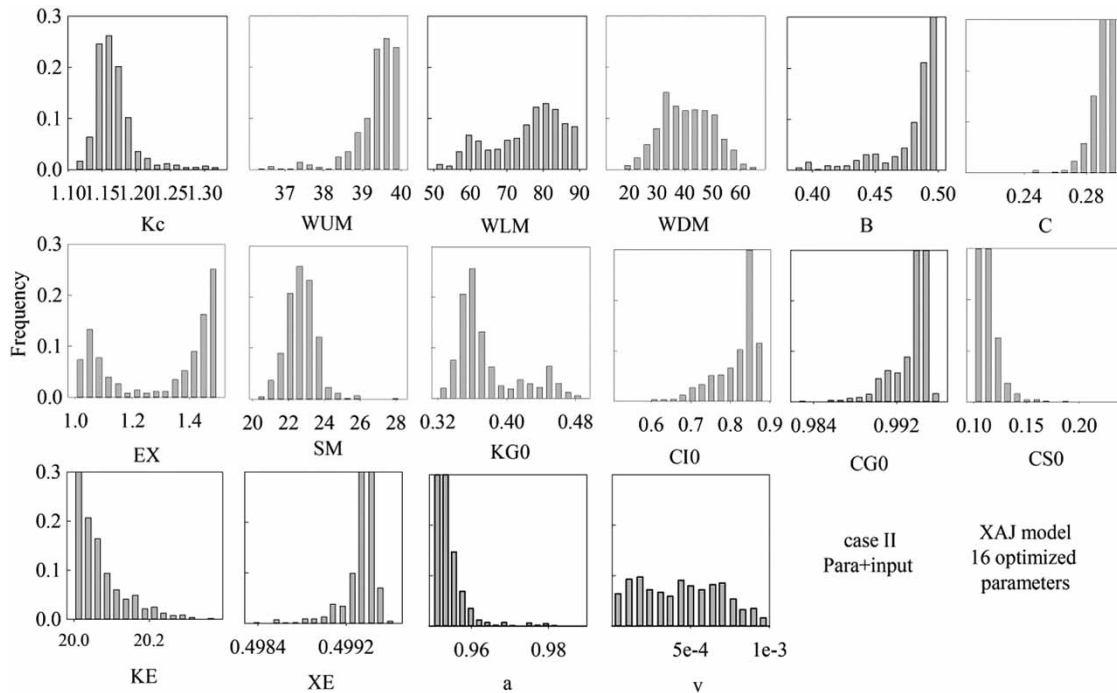 0.3
0.2
0.1
0.0
1.10 1.15 1.20 1.25 1.30
Kc
37 38 39 40
WUM
50 60 70 80 90
WLM
20 30 40 50 60
WDM
0.40 0.45 0.50
B
0.24 0.28
C
Frequency
0.3
0.2
0.1
0.0
1.0 1.2 1.4
EX
20 22 24 26 28
SM
0.32 0.40 0.48
KG0
0.6 0.7 0.8 0.9
CI0
0.984 0.992
CG0
0.10 0.15 0.20
CS0
0.3
0.2
0.1
0.0
20.0 20.2
KE
0.4984 0.4992
XE
0.96 0.98
a
5e-4 1e-3
v
case II
Para+input
XAJ model
16 optimized
parameters